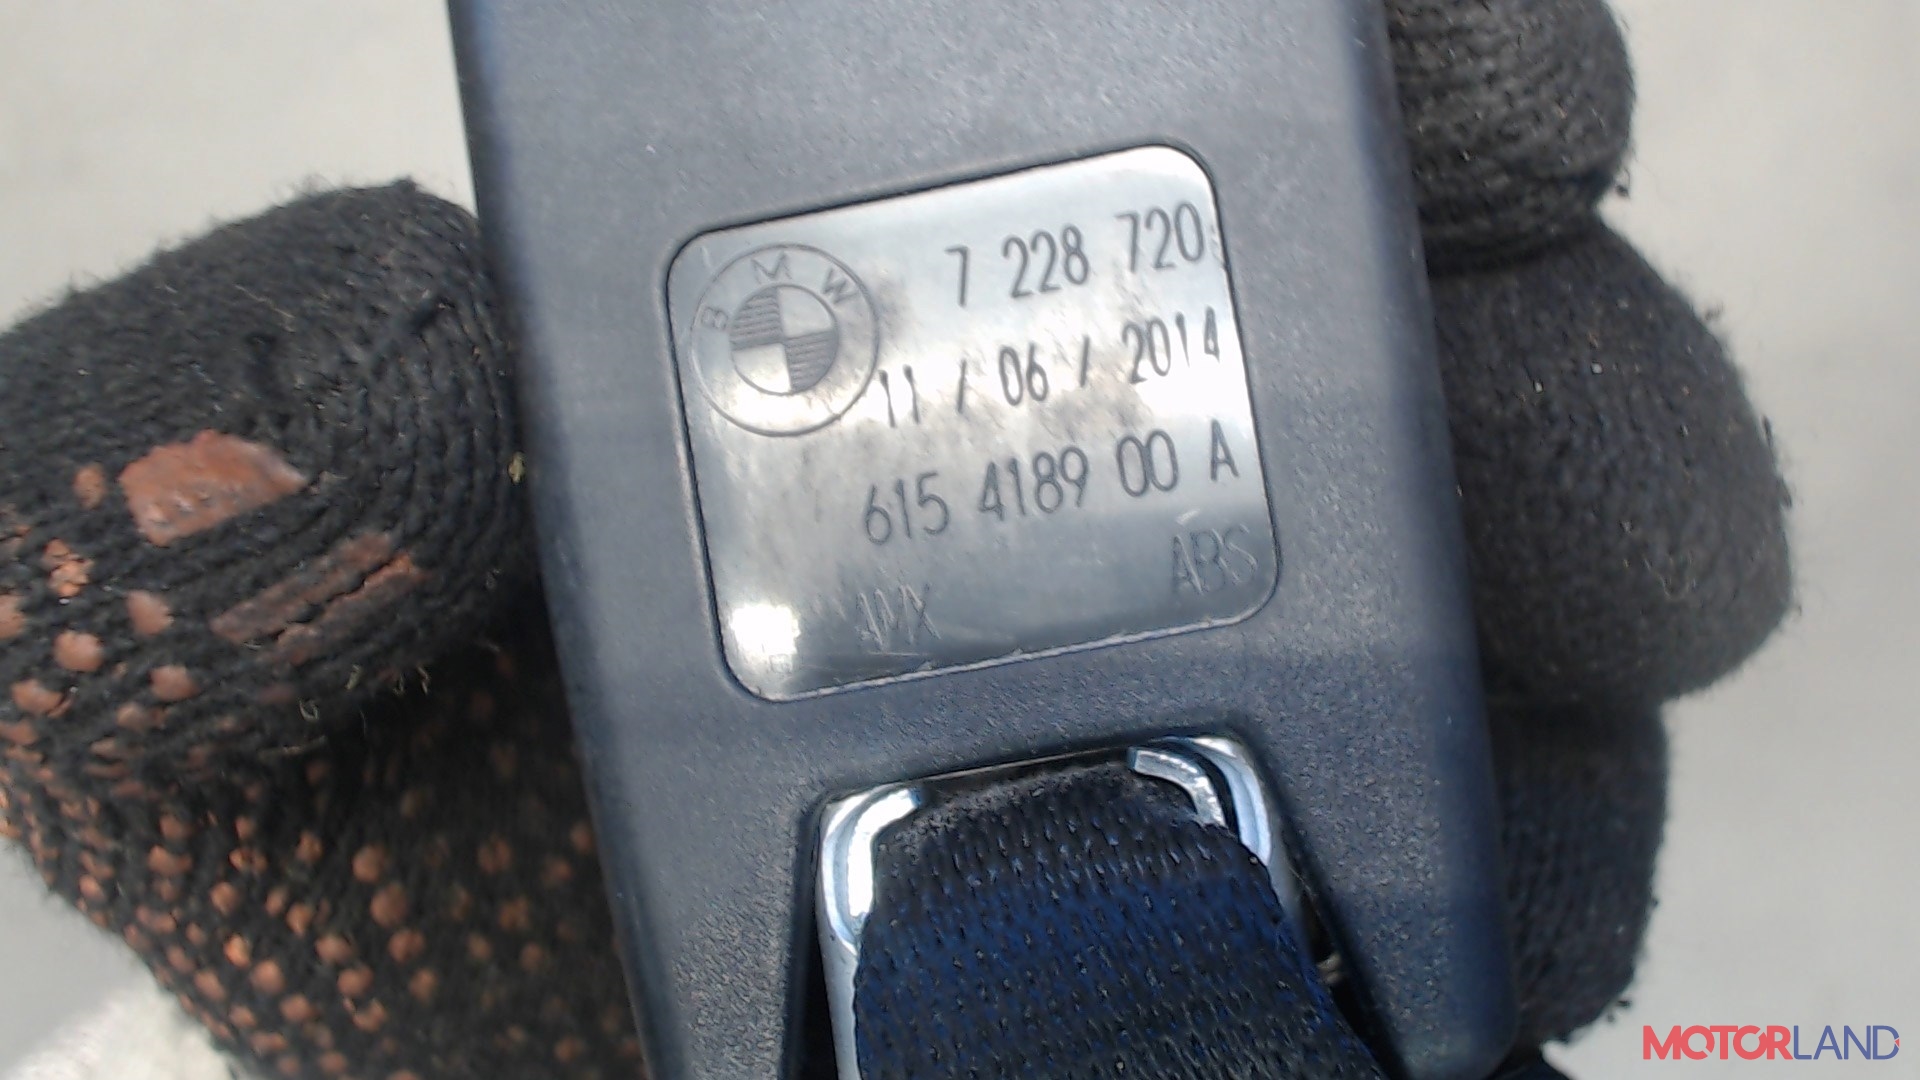 BMW
7 228 720
11 / 06 / 2014
615 4189 00 A
ABS
MOTORLAND